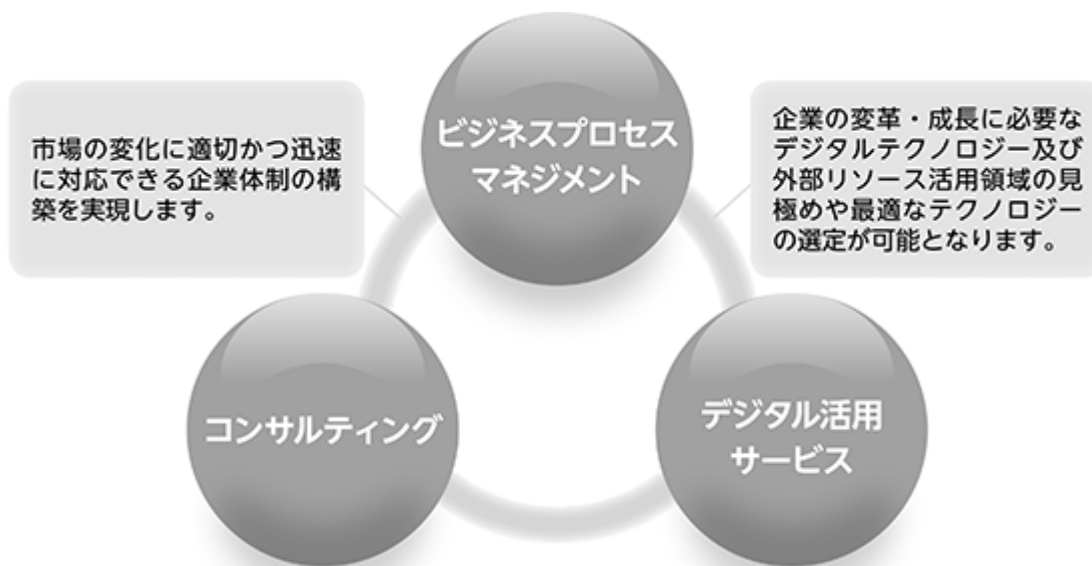 ビジネスプロセス
マネジメント
市場の変化に適切かつ迅速
に対応できる企業体制の構
築を実現します。
企業の変革・成長に必要な
デジタルテクノロジー及び
外部リソース活用領域の見
極めや最適なテクノロジー
の選定が可能となります。
コンサルティング
デジタル活用
サービス